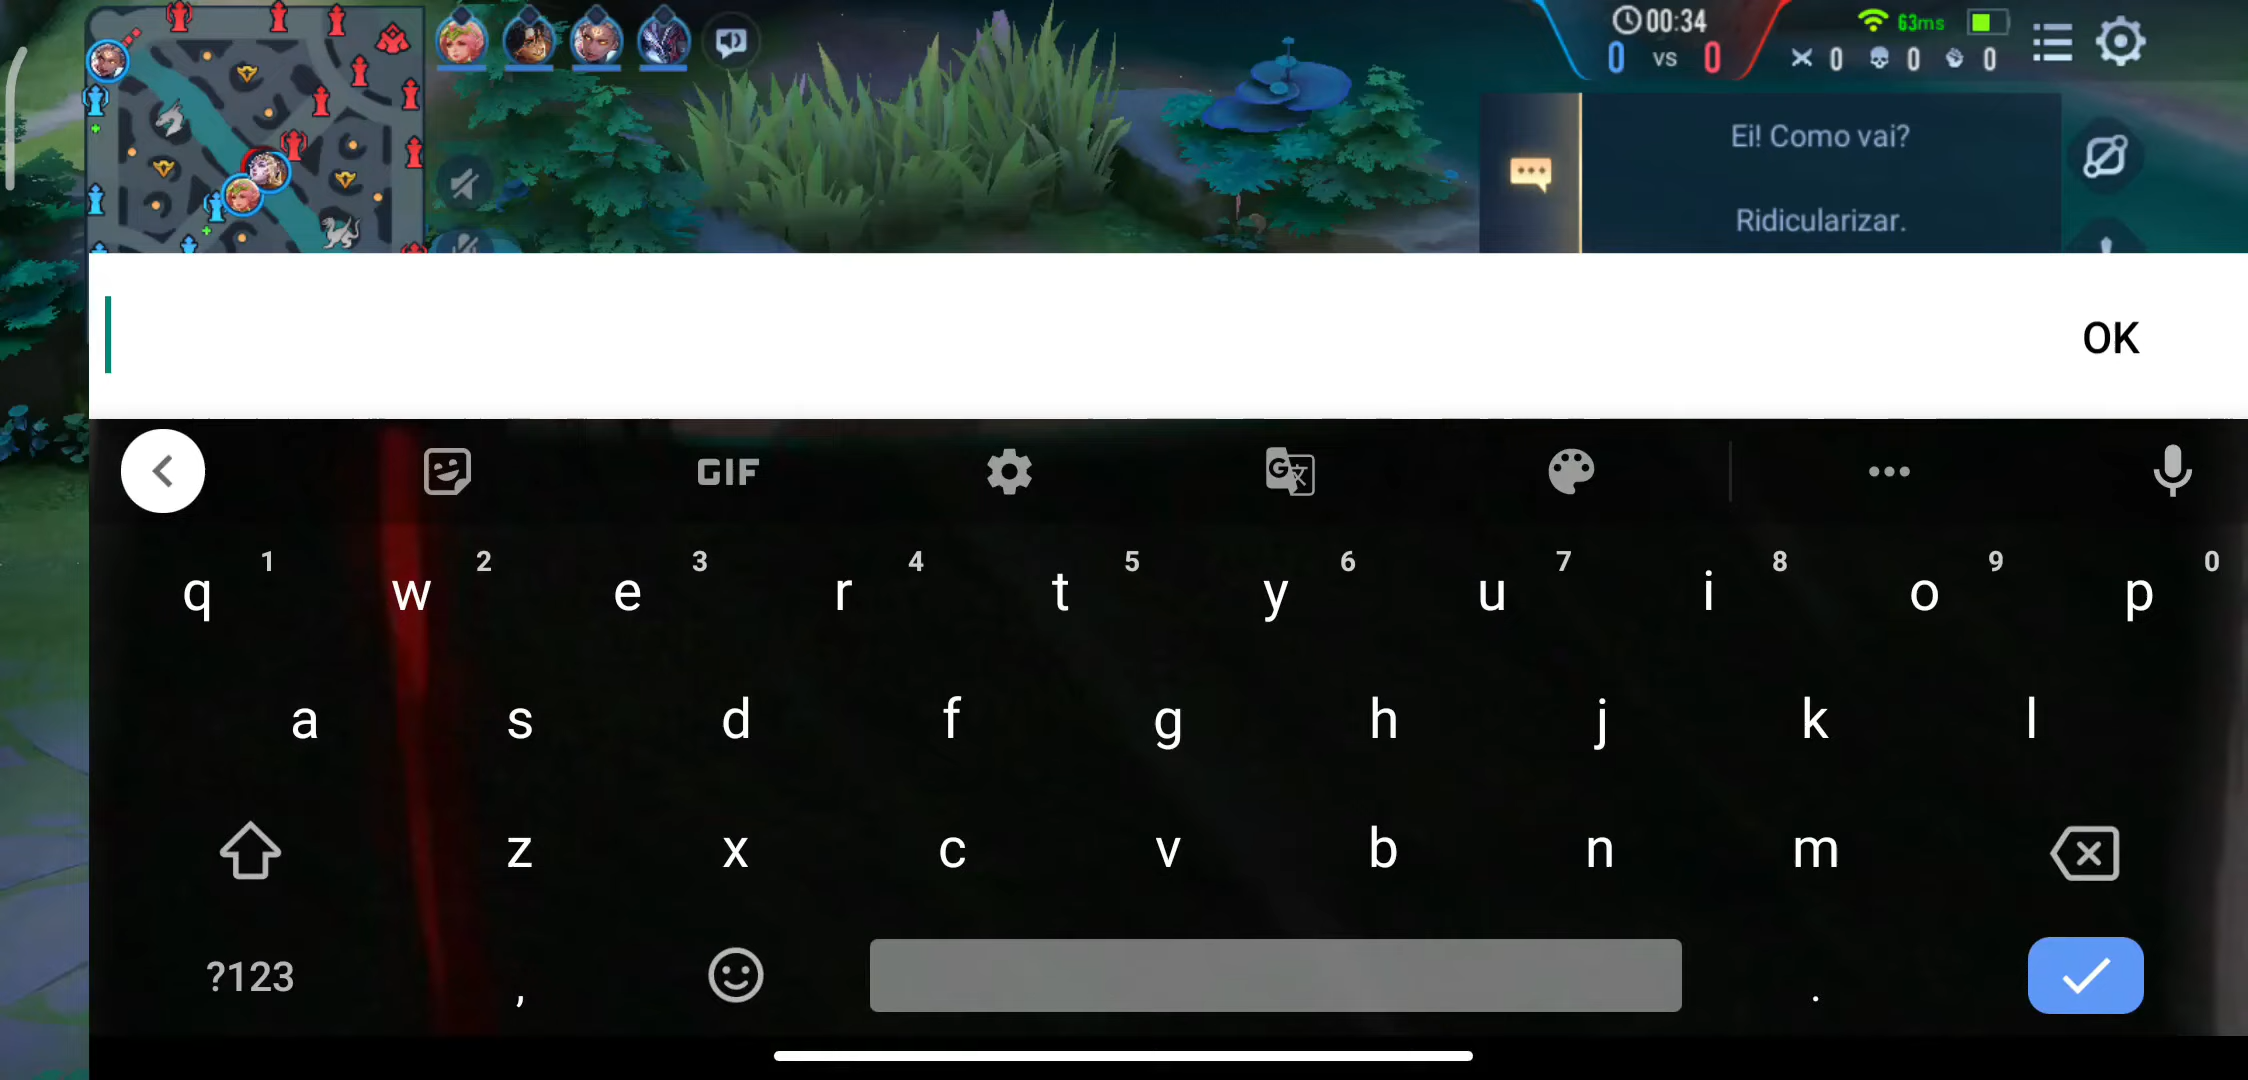 00:34
63ms
0 vs 0
0 0 0
Ei! Como vai?
Ridicularizar.
OK
GIF
G
1 2 3 4 5 6 7 8 9 0
q w e r t y u i o p
a s d f g h j k l
z x c v b n m
?123 , .